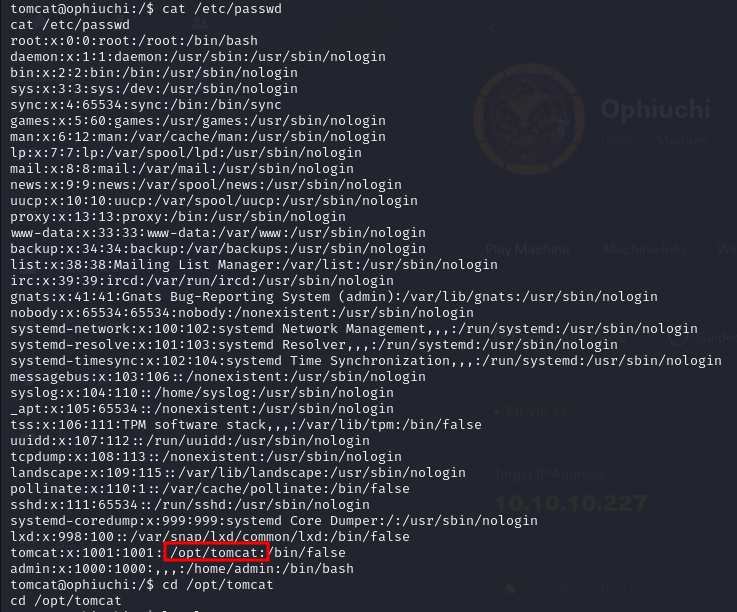 tomcat@ophiuchi:/$ cat /etc/passwd
cat /etc/passwd
root:x:0:0:root:/root:/bin/bash
daemon:x:1:1:daemon:/usr/sbin:/usr/sbin/nologin
bin:x:2:2:bin:/bin:/usr/sbin/nologin
sys:x:3:3:sys:/dev:/usr/sbin/nologin
sync:x:4:65534:sync:/bin:/bin/sync
games:x:5:60:games:/usr/games:/usr/sbin/nologin
man:x:6:12:man:/var/cache/man:/usr/sbin/nologin
lp:x:7:7:lp:/var/spool/lpd:/usr/sbin/nologin
mail:x:8:8:mail:/var/mail:/usr/sbin/nologin
news:x:9:9:news:/var/spool/news:/usr/sbin/nologin
uucp:x:10:10:uucp:/var/spool/uucp:/usr/sbin/nologin
proxy:x:13:13:proxy:/bin:/usr/sbin/nologin
www-data:x:33:33:www-data:/var/www:/usr/sbin/nologin
backup:x:34:34:backup:/var/backups:/usr/sbin/nologin
list:x:38:38:Mailing List Manager:/var/list:/usr/sbin/nologin
irc:x:39:39:ircd:/var/run/ircd:/usr/sbin/nologin
gnats:x:41:41:Gnats Bug-Reporting System (admin):/var/lib/gnats:/usr/sbin/nologin
nobody:x:65534:65534:nobody:/nonexistent:/usr/sbin/nologin
systemd-network:x:100:102:systemd Network Management,,,:/run/systemd:/usr/sbin/nologin
systemd-resolve:x:101:103:systemd Resolver,,,:/run/systemd:/usr/sbin/nologin
systemd-timesync:x:102:104:systemd Time Synchronization,,,:/run/systemd:/usr/sbin/nologin
messagebus:x:103:106::/nonexistent:/usr/sbin/nologin
syslog:x:104:110::/home/syslog:/usr/sbin/nologin
_apt:x:105:65534::/nonexistent:/usr/sbin/nologin
tss:x:106:111:TPM software stack,,,:/var/lib/tpm:/bin/false
uuidd:x:107:112::/run/uuidd:/usr/sbin/nologin
tcpdump:x:108:113::/nonexistent:/usr/sbin/nologin
landscape:x:109:115::/var/lib/landscape:/usr/sbin/nologin
pollinate:x:110:1::/var/cache/pollinate:/bin/false
sshd:x:111:65534::/run/sshd:/usr/sbin/nologin
systemd-coredump:x:999:999:systemd Core Dumper:/:/usr/sbin/nologin
lxd:x:998:100::/var/snap/lxd/common/lxd:/bin/false
tomcat:x:1001:1001::/opt/tomcat:/bin/false
admin:x:1000:1000:,,,:/home/admin:/bin/bash
tomcat@ophiuchi:/$ cd /opt/tomcat
cd /opt/tomcat
Ophiuchi
Linux Medium
Play Machine Machine Info
EU VIP 14
Target IP Address
10.10.10.227